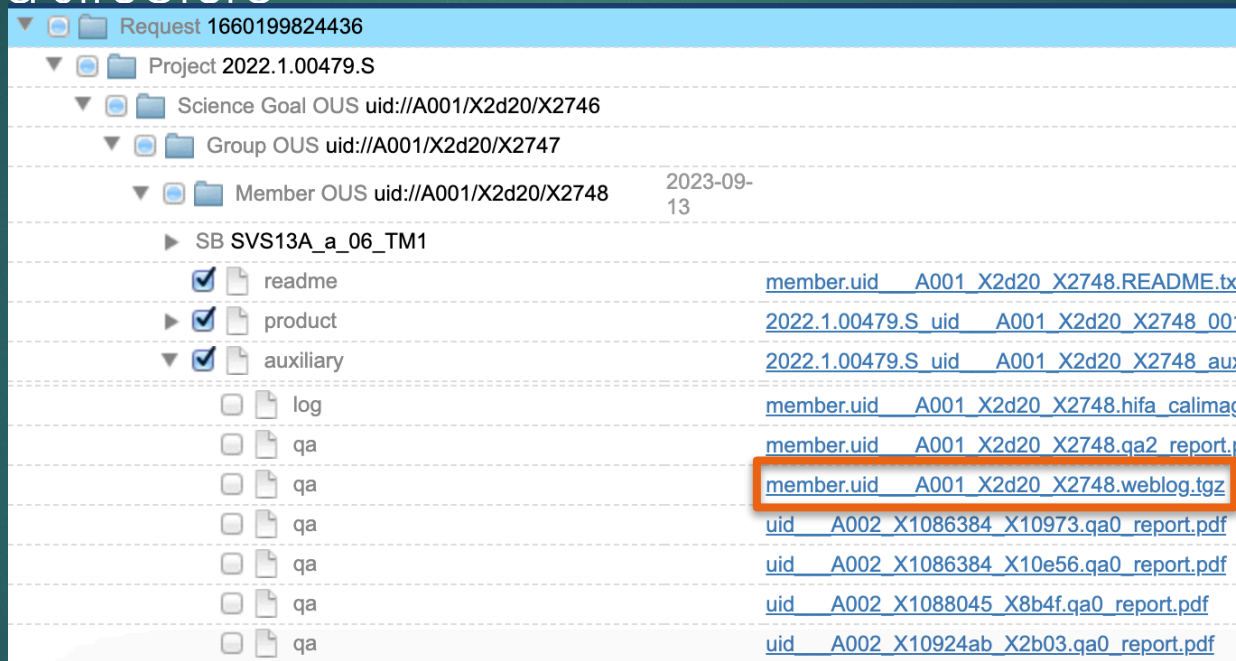 Request 1660199824436
Project 2022.1.00479.S
Science Goal OUS uid://A001/X2d20/X2746
Group OUS uid://A001/X2d20/X2747
Member OUS uid://A001/X2d20/X2748 2023-09-
13
SB SVS13A_a_06_TM1
readme member.uid___A001_X2d20_X2748.README.tx
product 2022.1.00479.S_uid___A001_X2d20_X2748_001
auxiliary 2022.1.00479.S_uid___A001_X2d20_X2748_aux
log member.uid___A001_X2d20_X2748.hifa_calimag
qa member.uid___A001_X2d20_X2748.qa2_report.p
qa member.uid___A001_X2d20_X2748.weblog.tgz
qa uid___A002_X1086384_X10973.qa0_report.pdf
qa uid___A002_X1086384_X10e56.qa0_report.pdf
qa uid___A002_X1088045_X8b4f.qa0_report.pdf
qa uid___A002_X10924ab_X2b03.qa0_report.pdf